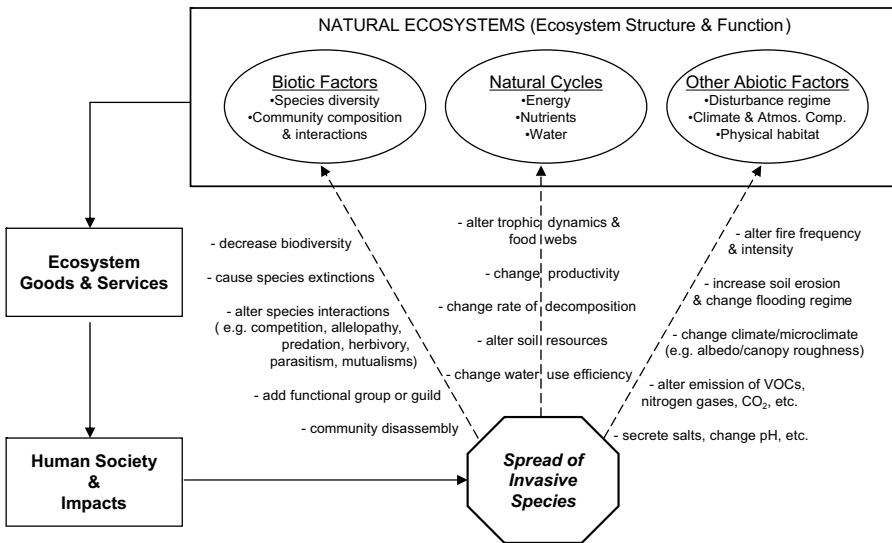 NATURAL ECOSYSTEMS (Ecosystem Structure & Function)
Biotic Factors
•Species diversity
•Community composition
& interactions
Natural Cycles
•Energy
•Nutrients
•Water
Other Abiotic Factors
•Disturbance regime
•Climate & Atmos. Comp.
•Physical habitat
Ecosystem
Goods & Services
Human Society
&
Impacts
- decrease biodiversity
- cause species extinctions
- alter species interactions
( e.g. competition, allelopathy,
predation, herbivory,
parasitism, mutualisms)
- add functional group or guild
- community disassembly
- alter trophic dynamics &
food webs
- change productivity
- change rate of decomposition
- alter soil resources
- change water use efficiency
- alter fire frequency
& intensity
- increase soil erosion
& change flooding regime
- change climate/microclimate
(e.g. albedo/canopy roughness)
- alter emission of VOCs,
nitrogen gases, CO₂, etc.
- secrete salts, change pH, etc.
Spread of
Invasive
Species